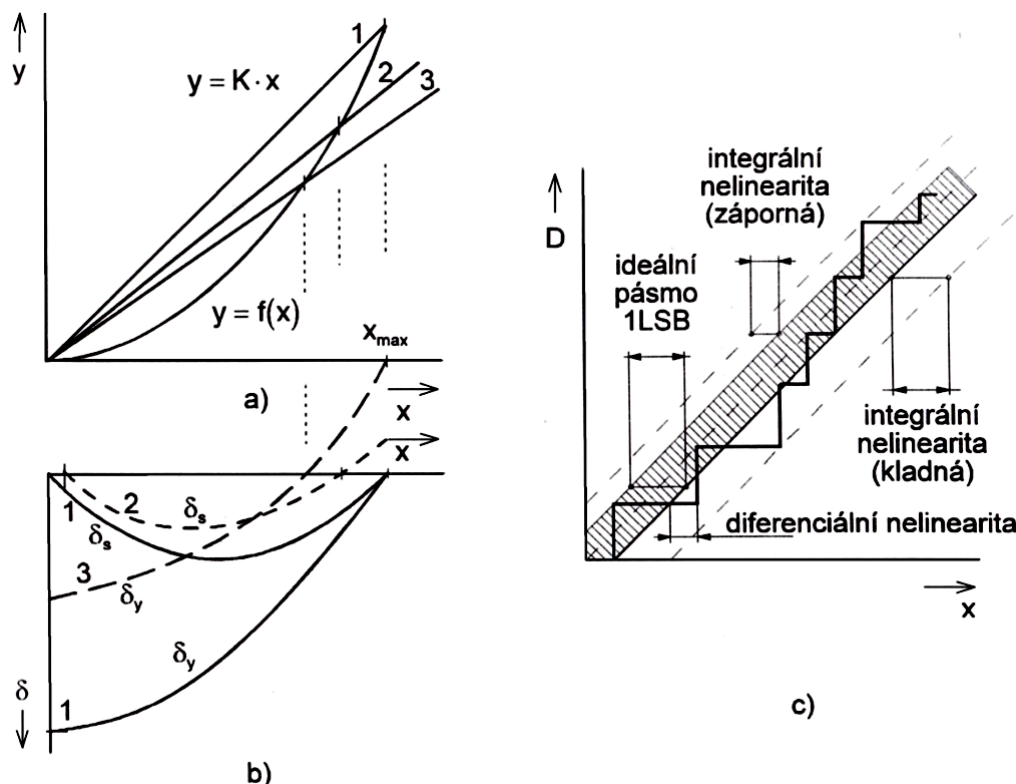 y
1
2
3
y = K · x
y = f(x)
x_max
x
a)
x
1
2
δ_s
δ_s
3
δ_y
δ_y
1
δ
b)
D
integrální
nelinearita
(záporná)
ideální
pásmo
1LSB
integrální
nelinearita
(kladná)
diferenciální nelinearita
x
c)